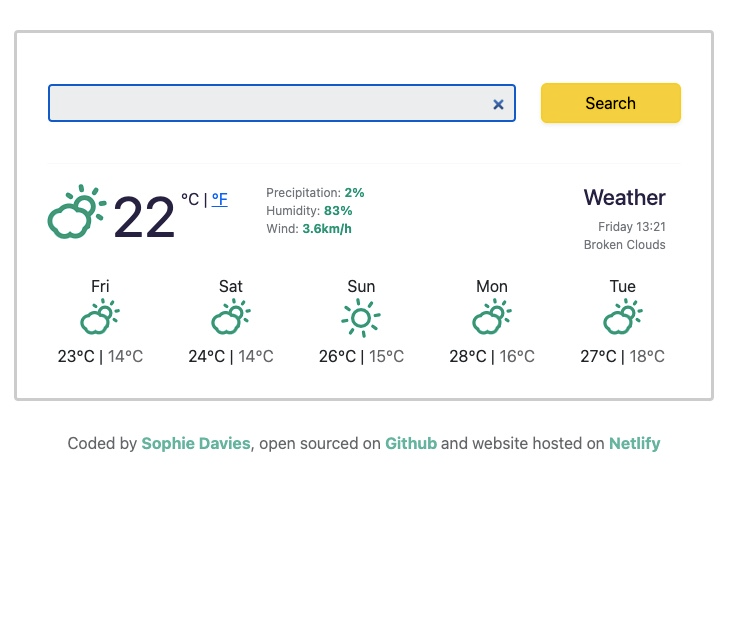 Search
22 °C | °F
Precipitation: 2%
Humidity: 83%
Wind: 3.6km/h
Weather
Friday 13:21
Broken Clouds
Fri Sat Sun Mon Tue
23°C | 14°C 24°C | 14°C 26°C | 15°C 28°C | 16°C 27°C | 18°C
Coded by Sophie Davies, open sourced on Github and website hosted on Netlify